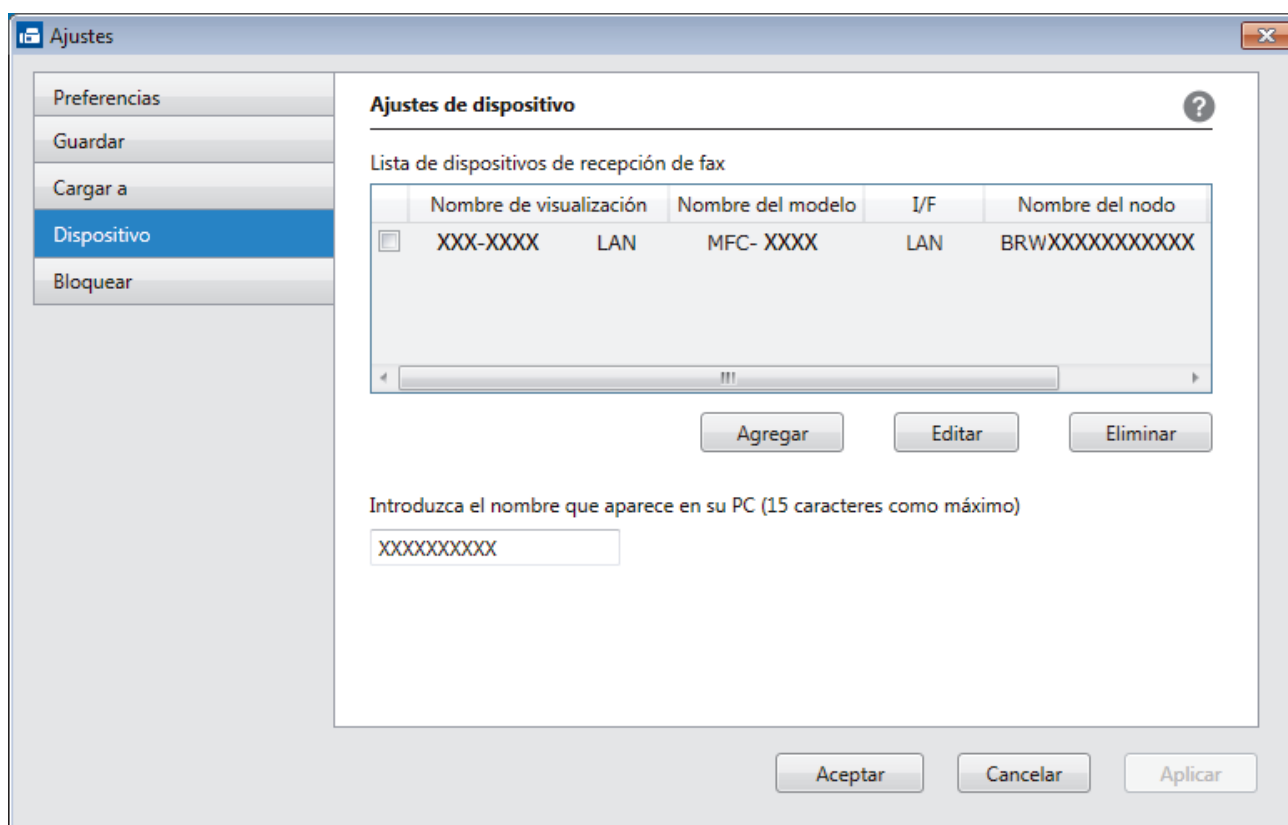 Ajustes
Preferencias
Guardar
Cargar a
Dispositivo
Bloquear
Ajustes de dispositivo
?
Lista de dispositivos de recepción de fax
Nombre de visualización Nombre del modelo I/F Nombre del nodo
XXX-XXXX LAN MFC- XXXX LAN BRWXXXXXXXXXXX
Agregar Editar Eliminar
Introduzca el nombre que aparece en su PC (15 caracteres como máximo)
XXXXXXXXXX
Aceptar Cancelar Aplicar